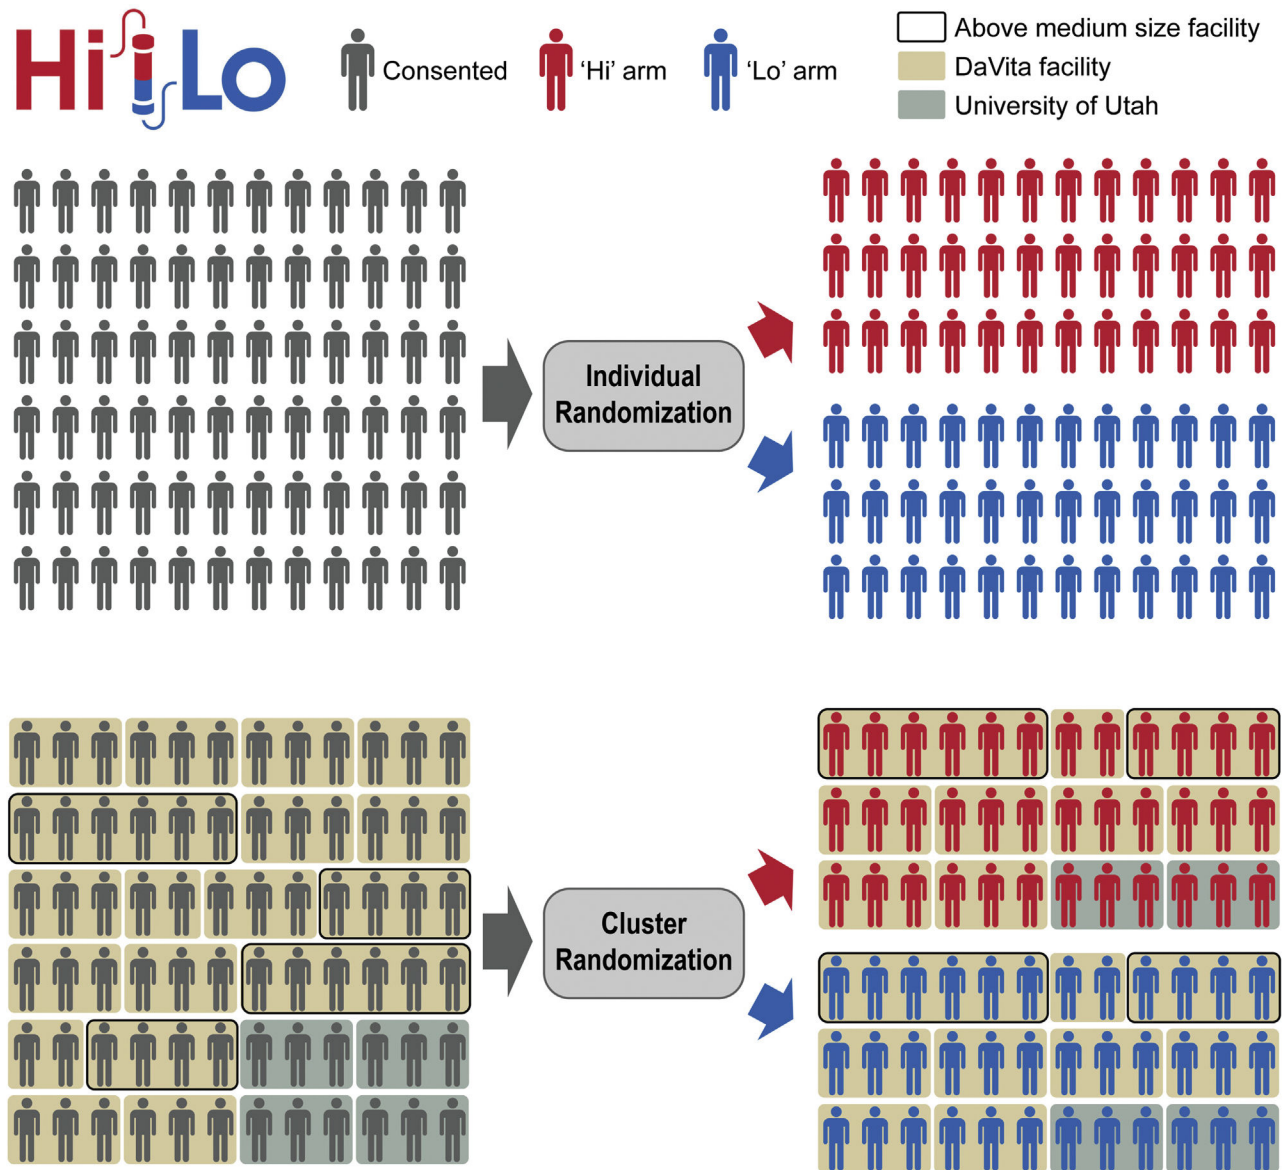 Hi Lo
Consented
'Hi' arm
'Lo' arm
Above medium size facility
DaVita facility
University of Utah
Individual
Randomization
Cluster
Randomization